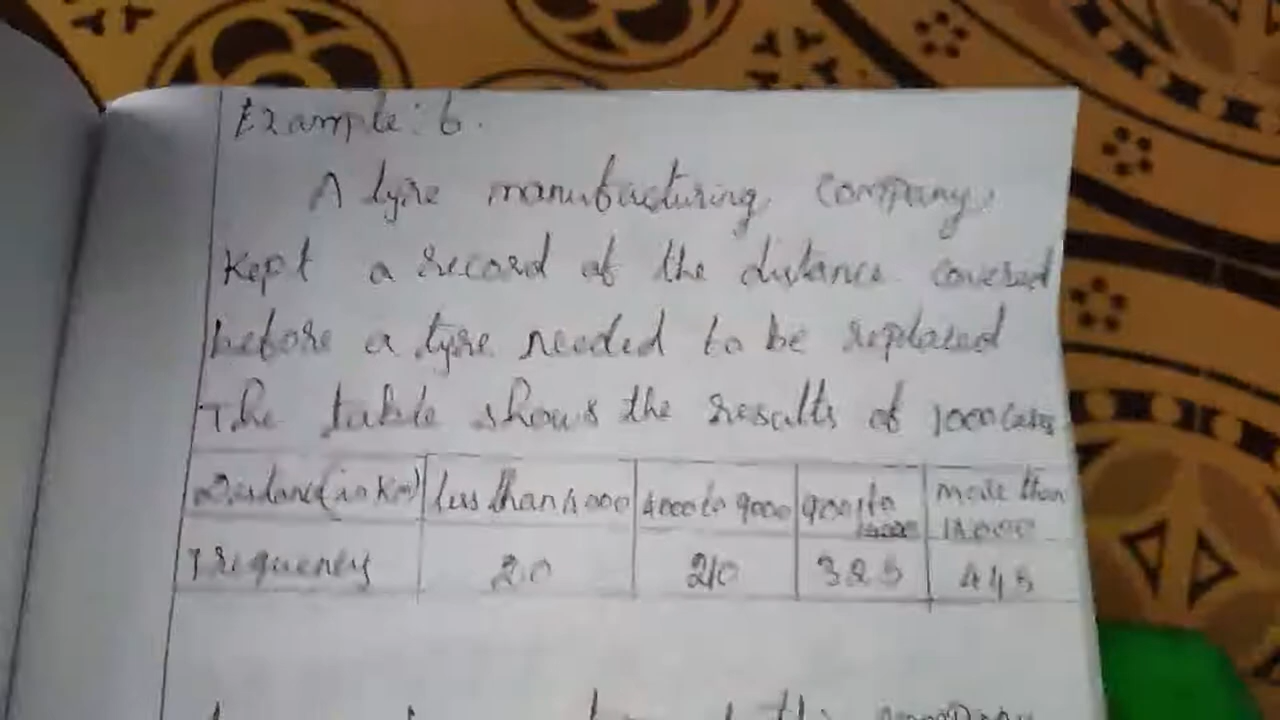 Example: 6.
A tyre manufacturing company
Kept a record of the distance covered
before a tyre needed to be replaced
The table shows the results of 1000 cases
Distance (in Km) less than 4000 4000 to 9000 9001 to more than
14000
Frequency 20 210 325 445